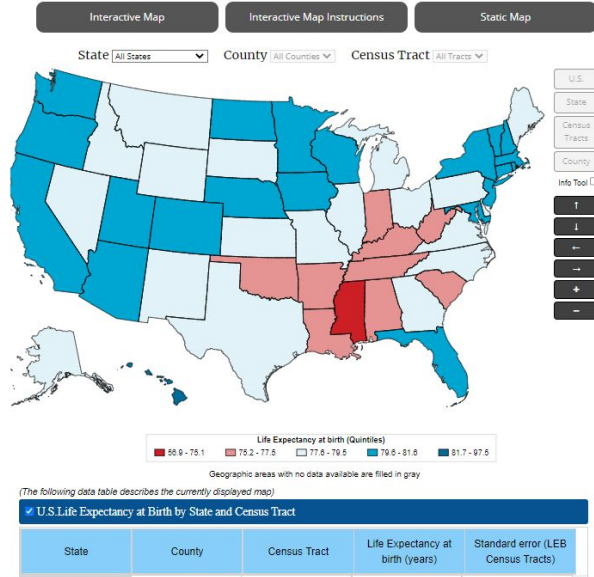 Interactive Map
Interactive Map Instructions
Static Map
State All States
County All Counties
Census Tract All Tracts
U.S.
State
Census
Tracts
County
Info Tool
↑
↓
←
→
+
−
Life Expectancy at birth (Quintiles)
56.9 - 75.1
75.2 - 77.5
77.6 - 79.5
79.6 - 81.6
81.7 - 97.5
Geographic areas with no data available are filled in gray
(The following data table describes the currently displayed map)
U.S.Life Expectancy at Birth by State and Census Tract
State
County
Census Tract
Life Expectancy at
birth (years)
Standard error (LEB
Census Tracts)